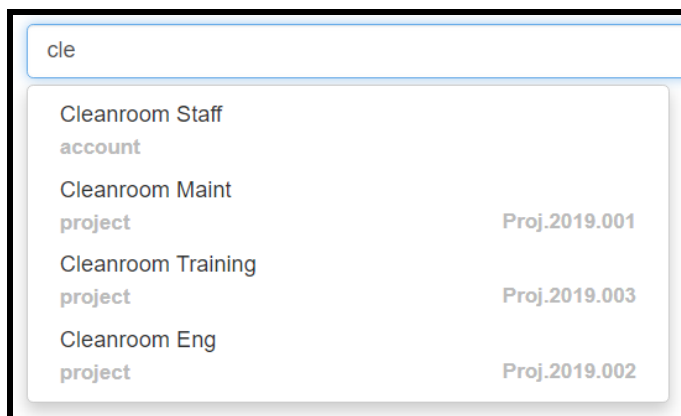 cle
Cleanroom Staff
account
Cleanroom Maint
project Proj.2019.001
Cleanroom Training
project Proj.2019.003
Cleanroom Eng
project Proj.2019.002